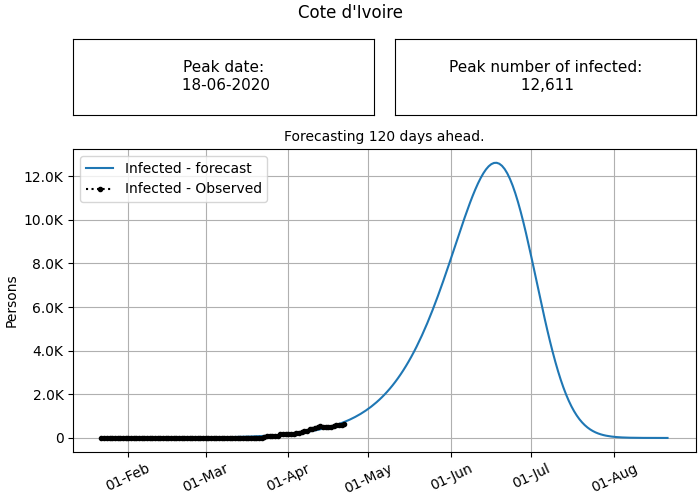 Cote d'Ivoire
Peak date:
18-06-2020
Peak number of infected:
12,611
Forecasting 120 days ahead.
Infected - forecast
Infected - Observed
Persons
12.0K
10.0K
8.0K
6.0K
4.0K
2.0K
0
01-Feb
01-Mar
01-Apr
01-May
01-Jun
01-Jul
01-Aug